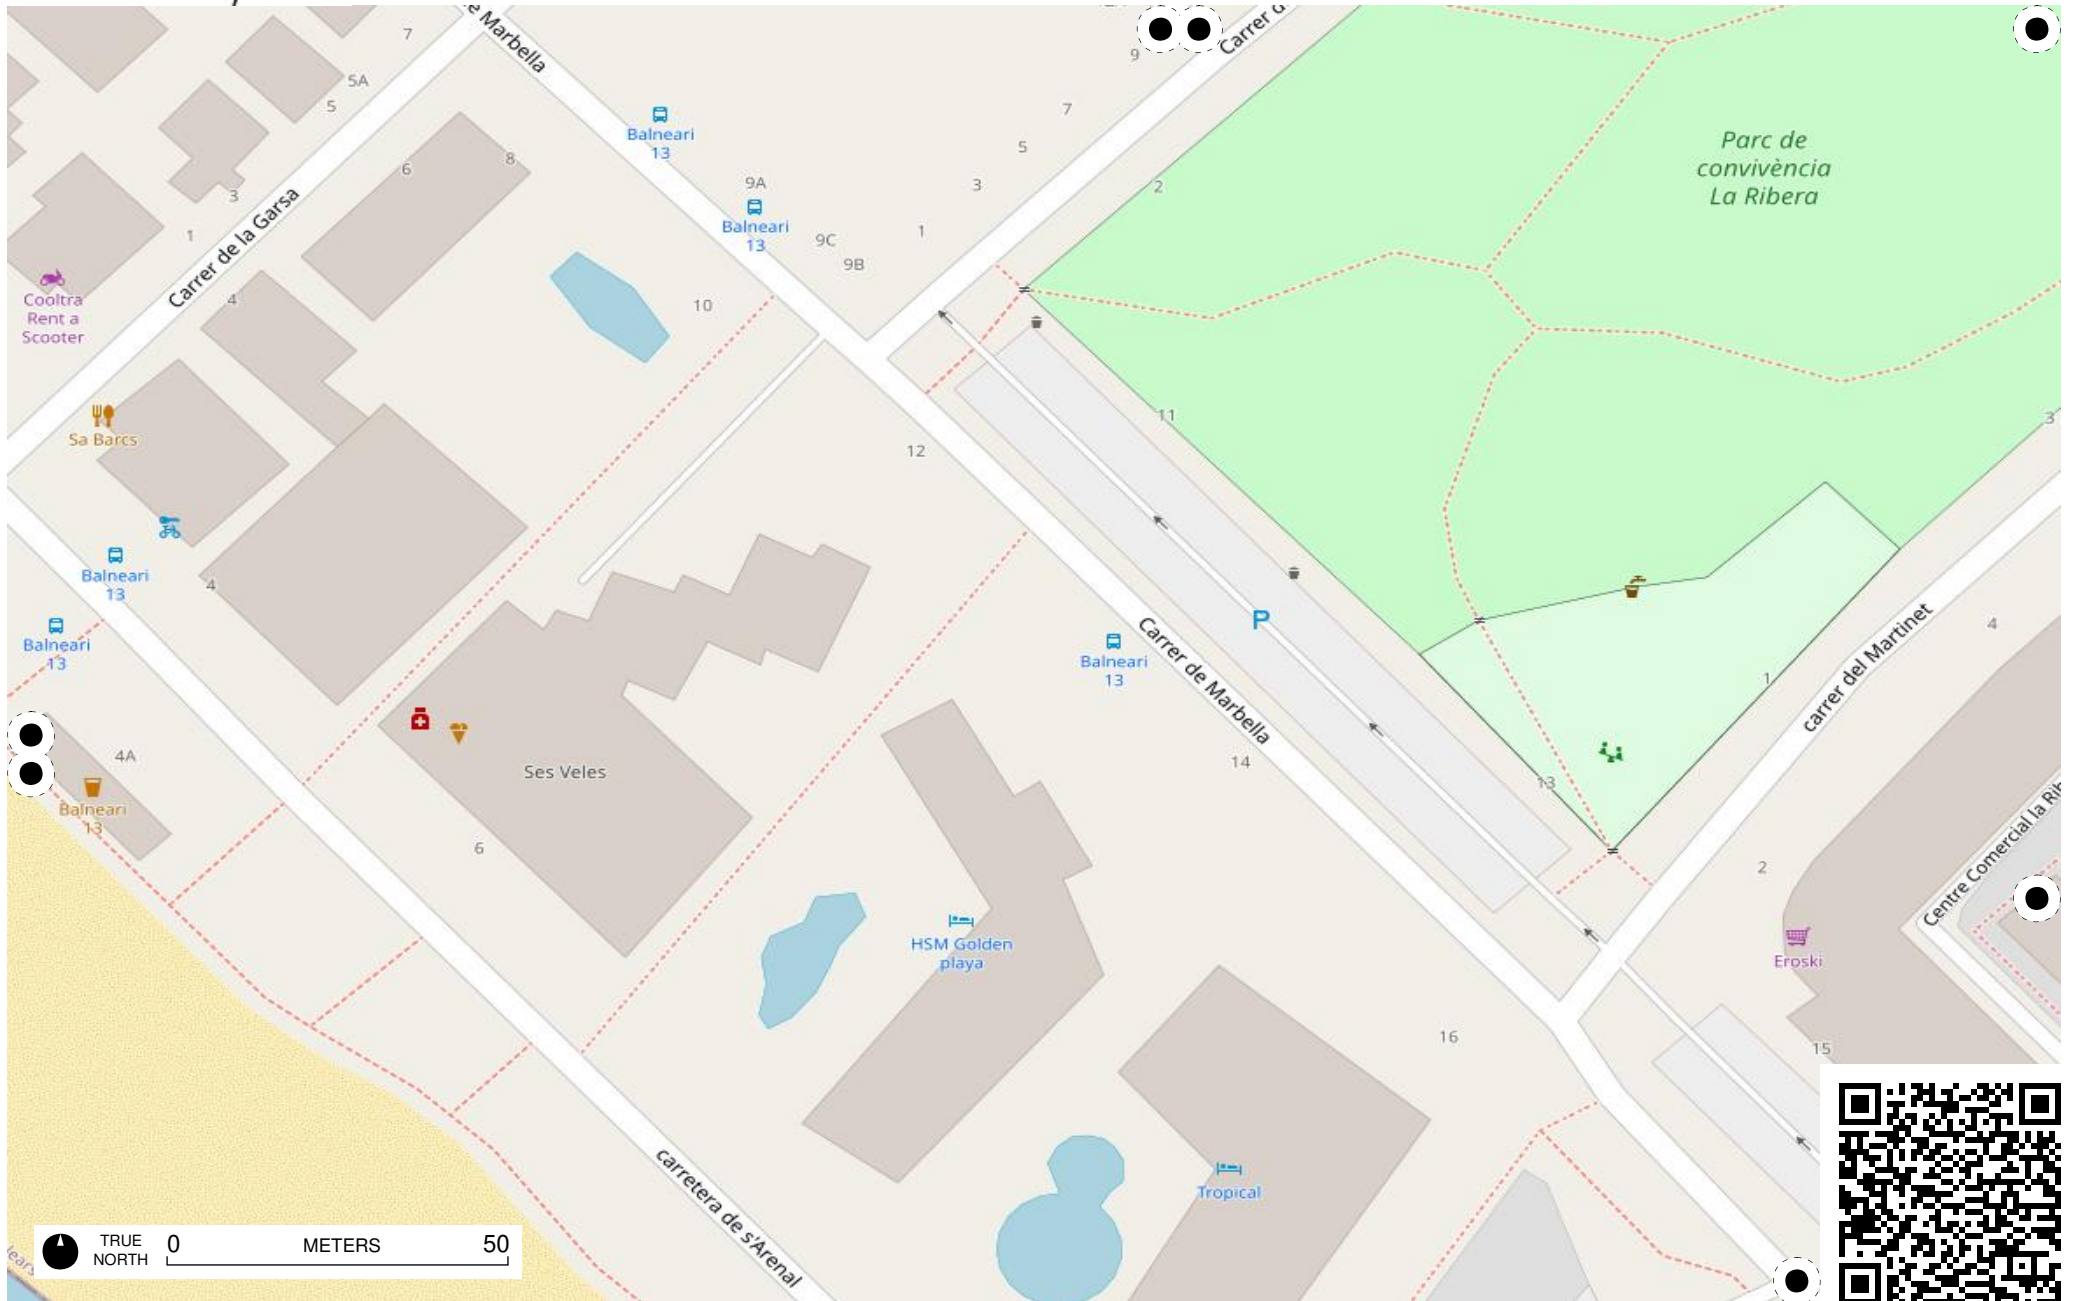 de Marbella
7
5A
5
3
1
Carrer de la Garsa
6
8
4
Balneari
13
9A
Balneari
13
9C
9B
1
3
5
7
9
2
Parc de
convivència
La Ribera
Cooltra
Rent a
Scooter
10
Sa Barcs
12
11
3
Balneari
13
4
Balneari
13
P
Balneari
13
Carrer de Marbella
carrer del Martinet
4
1
4A
Balneari
13
Ses Veles
14
13
6
2
HSM Golden
playa
Eroski
Centre Comercial la Rib
16
15
Tropical
carretera de s'Arenal
TRUE
NORTH
0
METERS
50